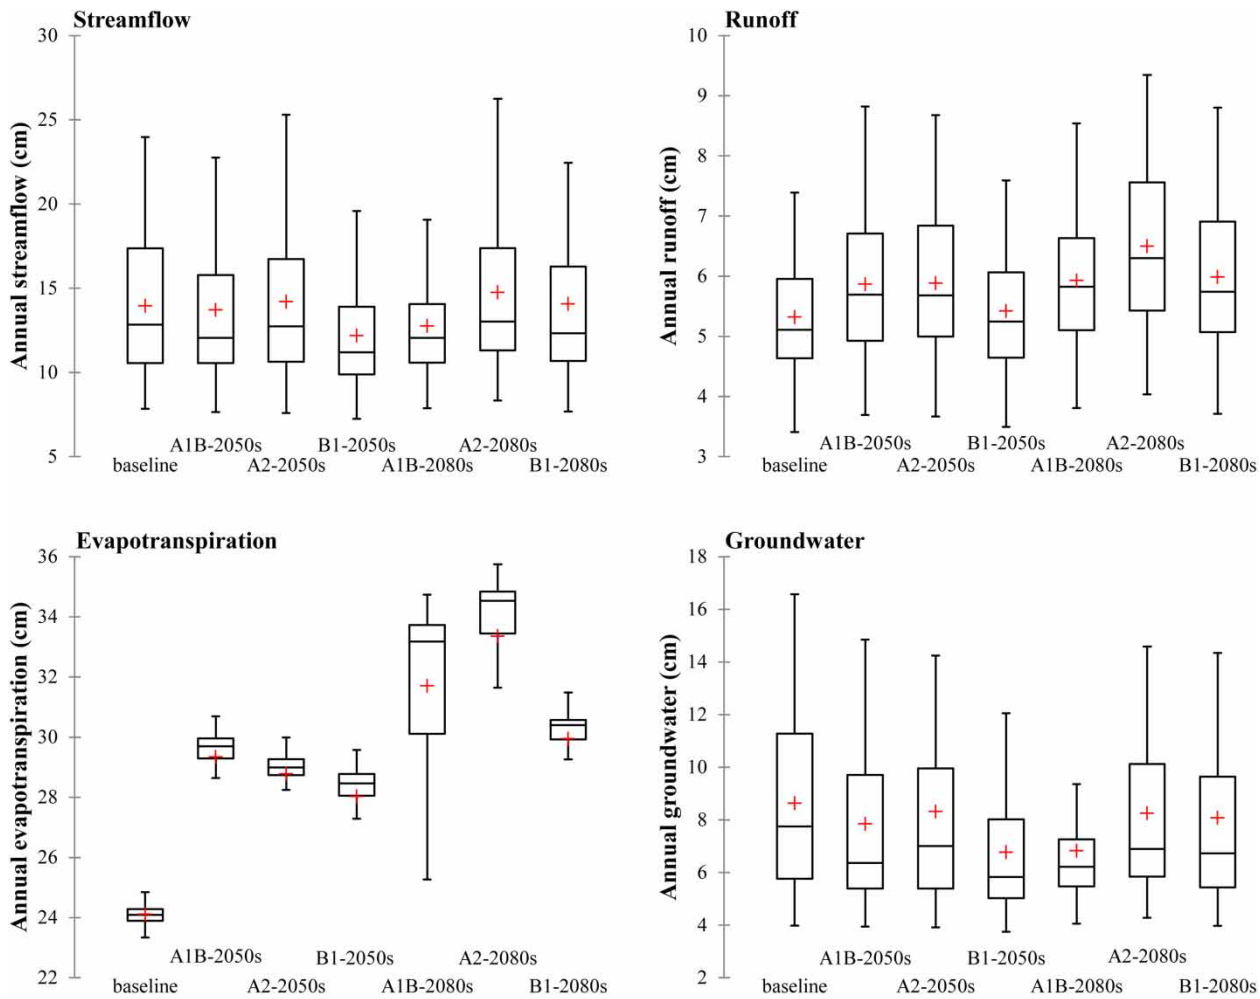 Streamflow
Annual streamflow (cm)
30
25
20
15
10
5
A1B-2050s B1-2050s A2-2080s
baseline A2-2050s A1B-2080s B1-2080s
Runoff
Annual runoff (cm)
10
9
8
7
6
5
4
3
A1B-2050s B1-2050s A2-2080s
baseline A2-2050s A1B-2080s B1-2080s
Evapotranspiration
Annual evapotranspiration (cm)
36
34
32
30
28
26
24
22
A1B-2050s B1-2050s A2-2080s
baseline A2-2050s A1B-2080s B1-2080s
Groundwater
Annual groundwater (cm)
18
16
14
12
10
8
6
4
2
A1B-2050s B1-2050s A2-2080s
baseline A2-2050s A1B-2080s B1-2080s